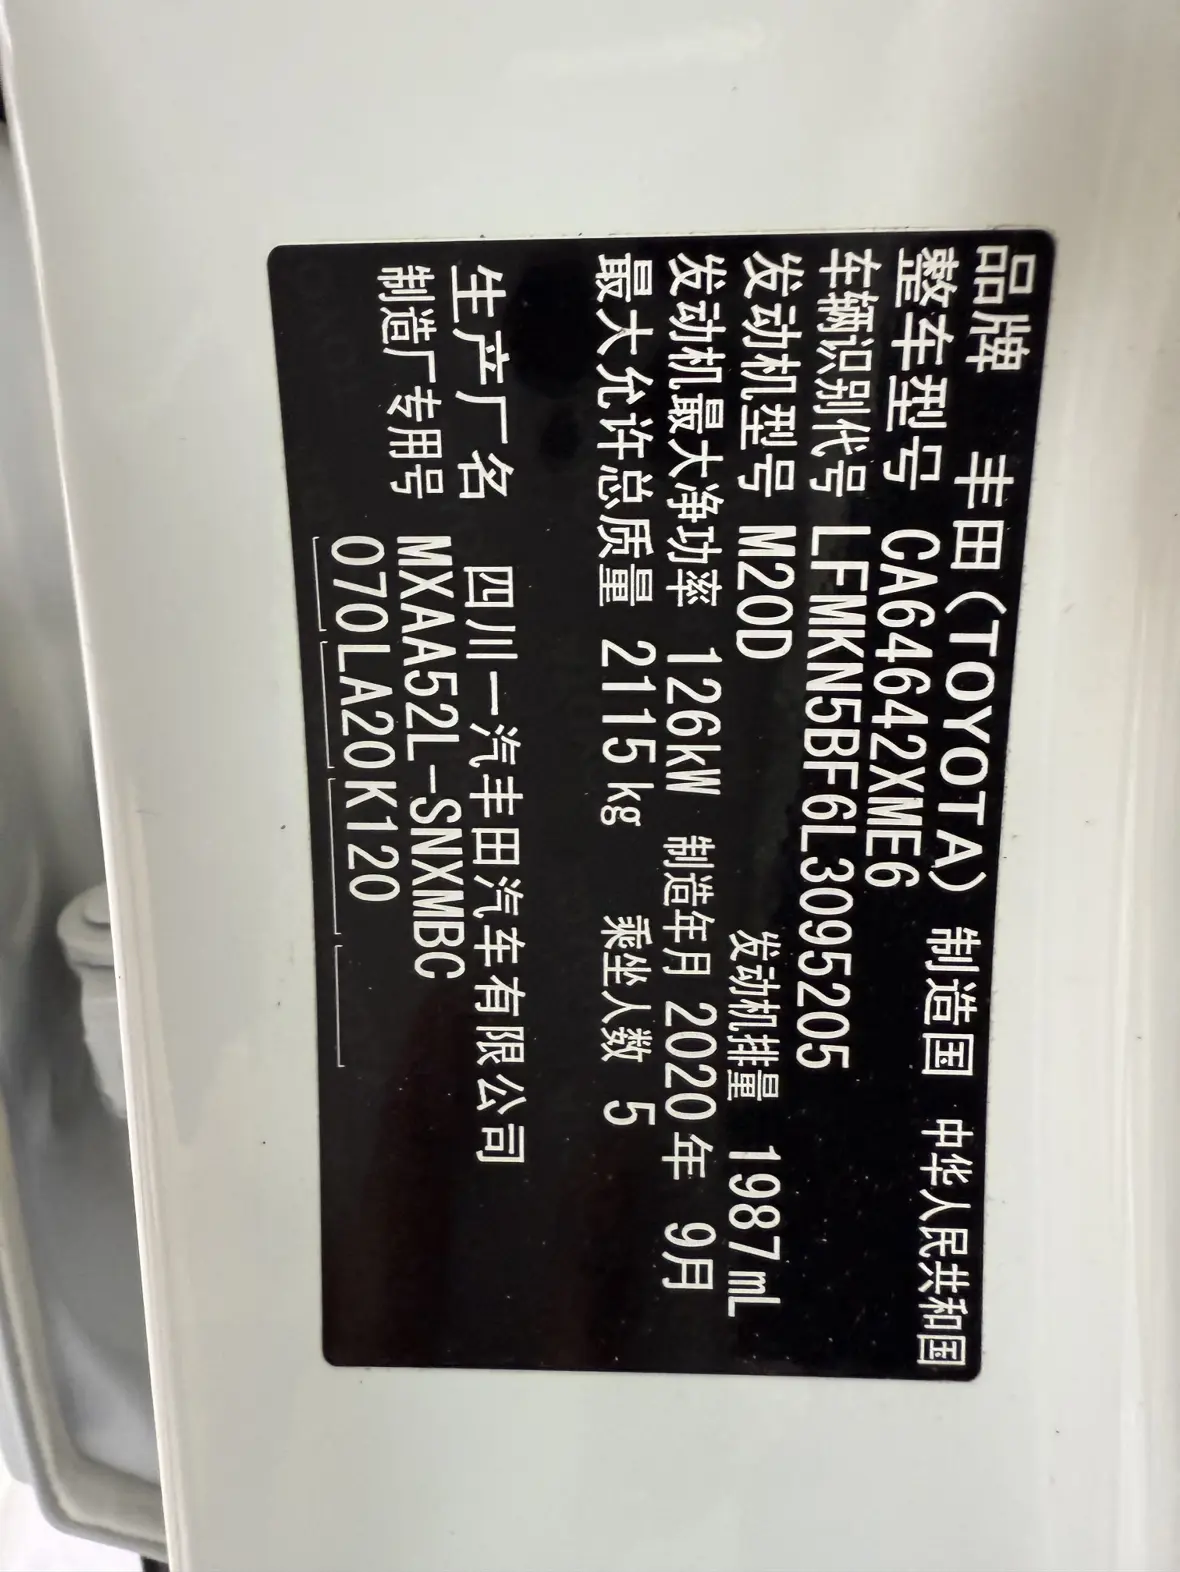 品牌 丰田(TOYOTA) 制造国 中华人民共和国
整车型号 CA64642XME6
车辆识别代号 LFMKN5BF6L3095205
发动机型号 M20D 发动机排量 1987mL
发动机最大净功率 126kW 制造年月 2020年 9月
最大允许总质量 2115kg 乘坐人数 5
生产厂名 四川一汽丰田汽车有限公司
制造厂专用号 MXAA52L-SNXMBC
070LA20K120